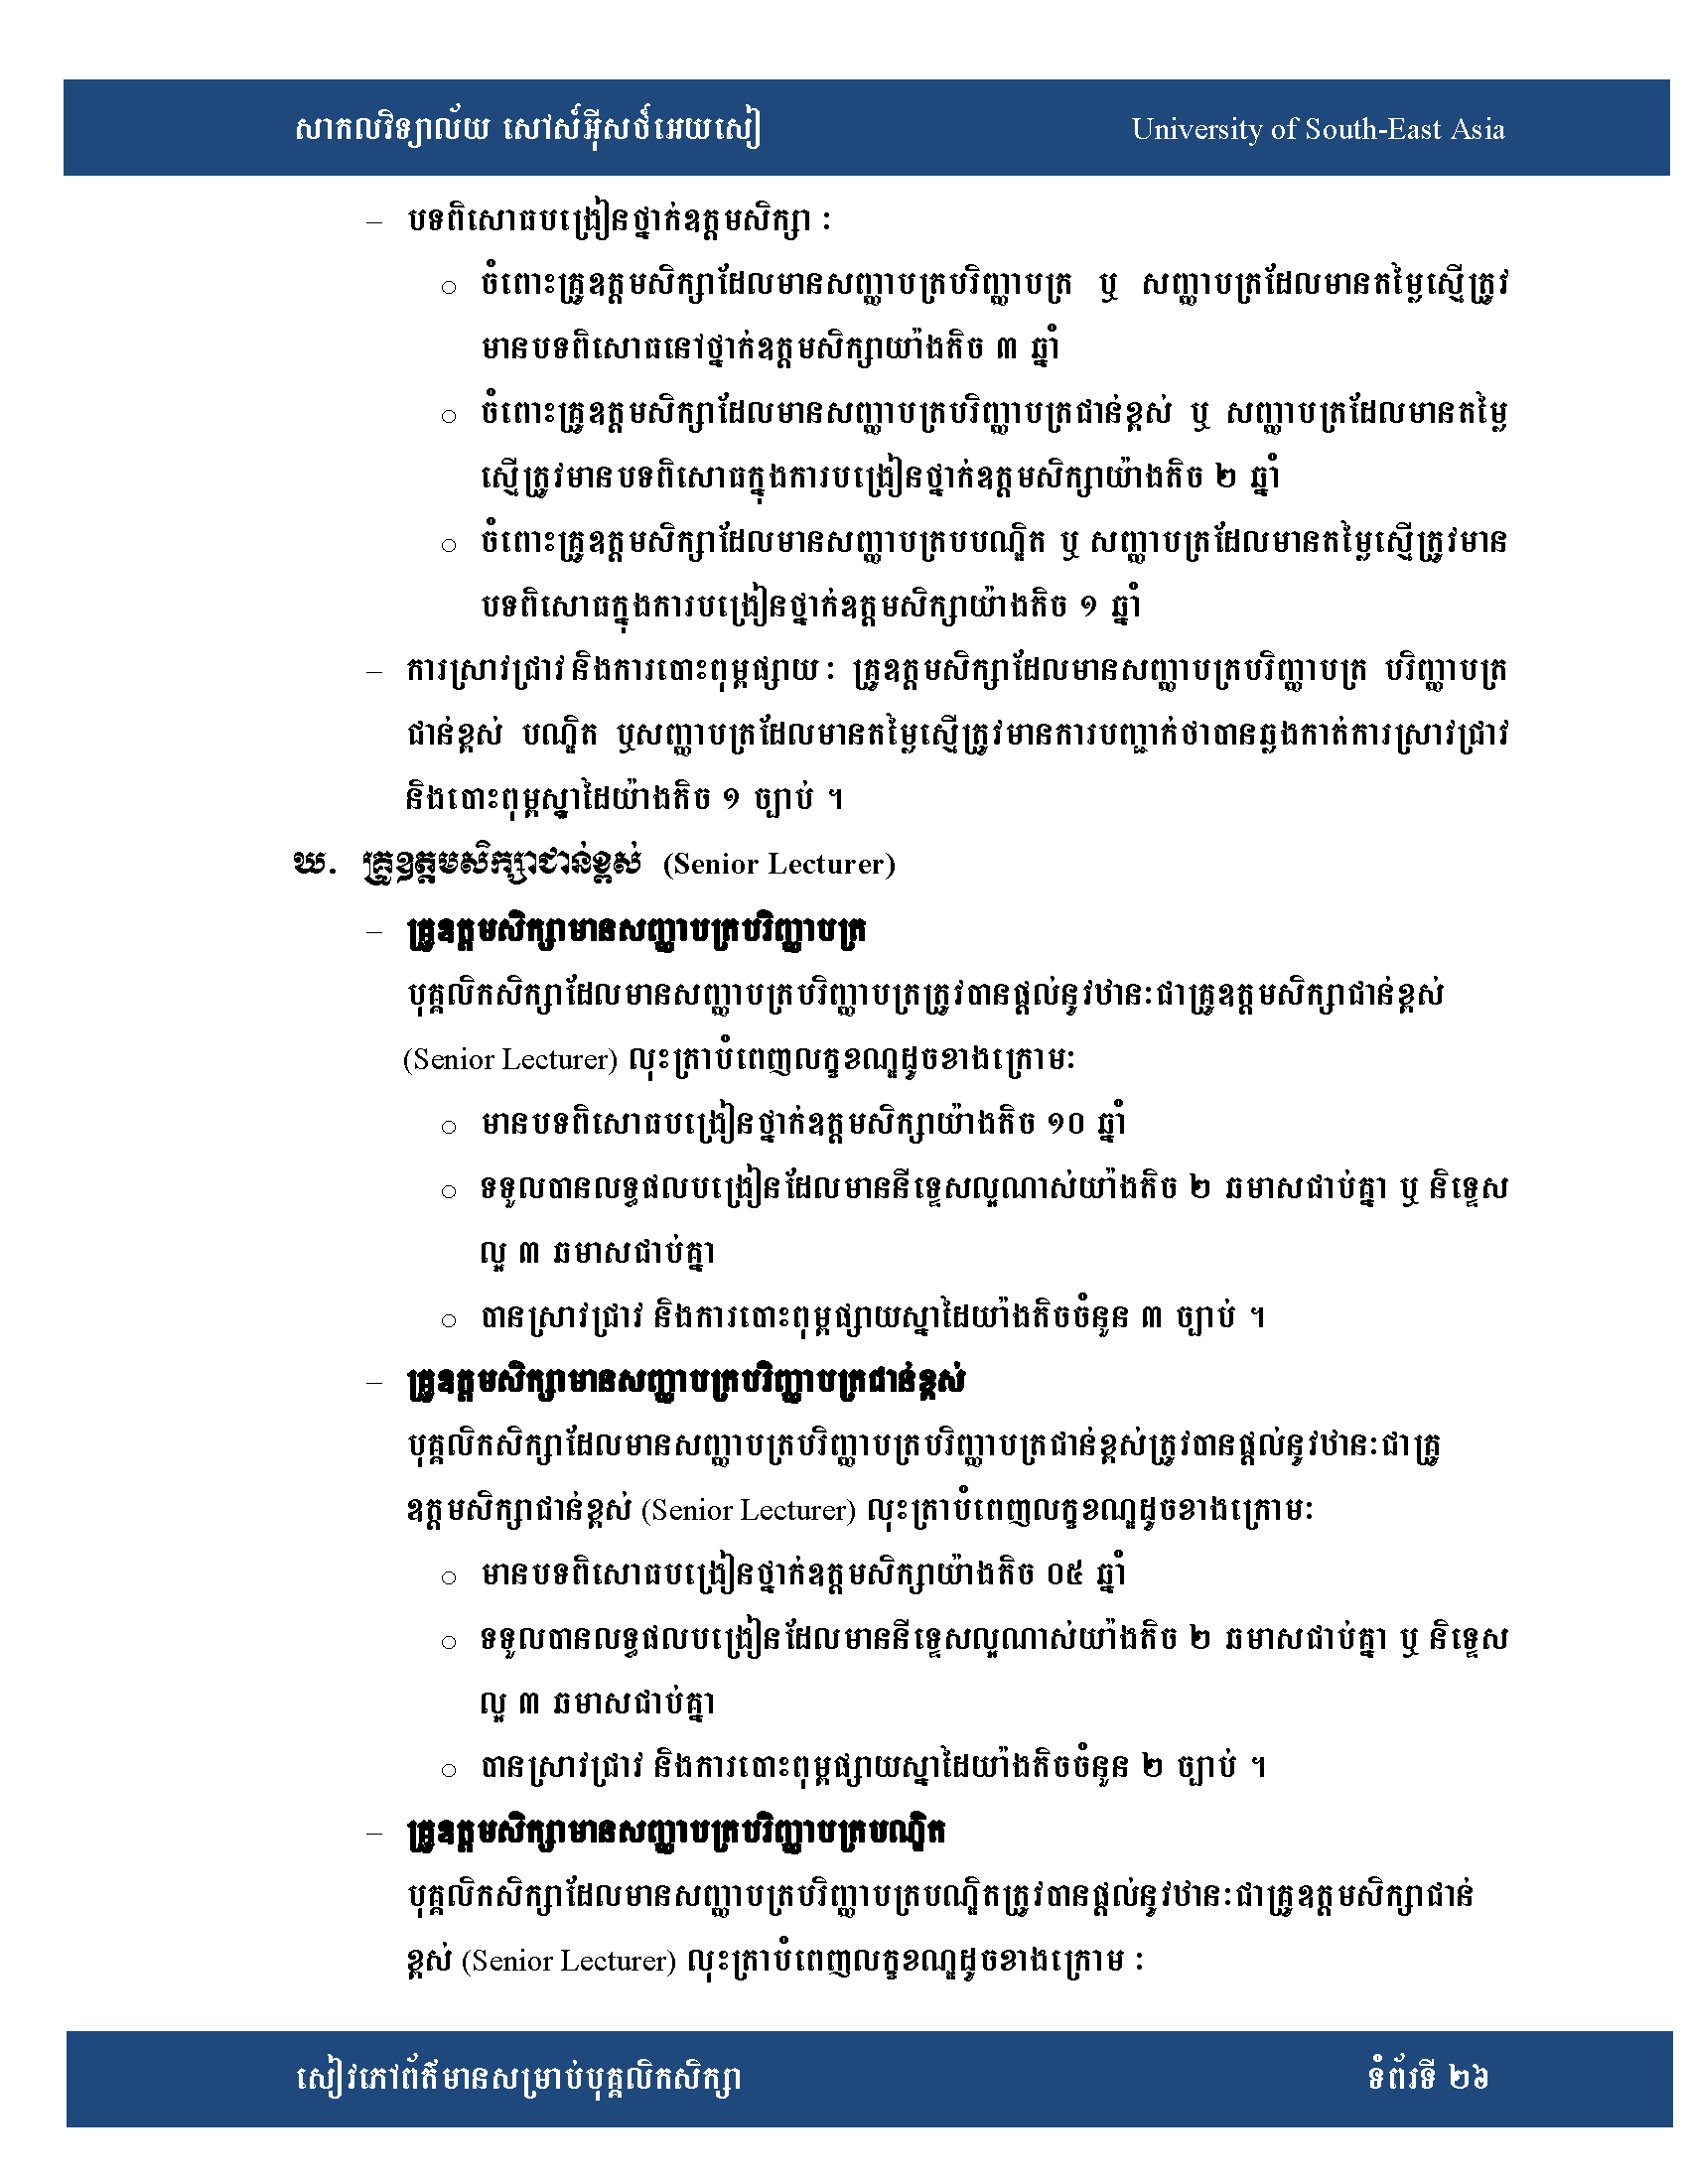 សាកលវិទ្យាល័យ សៅស៍អ៊ីសថ៍អេយសៀ University of South-East Asia
– បទពិសោធបង្រៀនថ្នាក់ឧត្តមសិក្សា ៖
o ចំពោះគ្រូឧត្តមសិក្សាដែលមានសញ្ញាបត្របរិញ្ញាបត្រ ឬ សញ្ញាបត្រដែលមានតម្លៃស្មើត្រូវ
មានបទពិសោធនៅថ្នាក់ឧត្តមសិក្សាយ៉ាងតិច ៣ ឆ្នាំ
o ចំពោះគ្រូឧត្តមសិក្សាដែលមានសញ្ញាបត្របរិញ្ញាបត្រជាន់ខ្ពស់ ឬ សញ្ញាបត្រដែលមានតម្លៃ
ស្មើត្រូវមានបទពិសោធក្នុងការបង្រៀនថ្នាក់ឧត្តមសិក្សាយ៉ាងតិច ២ ឆ្នាំ
o ចំពោះគ្រូឧត្តមសិក្សាដែលមានសញ្ញាបត្របបណ្ឌិត ឬ សញ្ញាបត្រដែលមានតម្លៃស្មើត្រូវមាន
បទពិសោធក្នុងការបង្រៀនថ្នាក់ឧត្តមសិក្សាយ៉ាងតិច ១ ឆ្នាំ
– ការស្រាវជ្រាវ និងការបោះពុម្ពផ្សាយ ៖ គ្រូឧត្តមសិក្សាដែលមានសញ្ញាបត្របរិញ្ញាបត្រ បរិញ្ញាបត្រ
ជាន់ខ្ពស់ បណ្ឌិត ឬសញ្ញាបត្រដែលមានតម្លៃស្មើត្រូវមានការបញ្ជាក់ថាបានឆ្លងកាត់ការស្រាវជ្រាវ
និងបោះពុម្ពស្នាដៃយ៉ាងតិច ១ ច្បាប់ ។
ឃ. គ្រូឧត្តមសិក្សាជាន់ខ្ពស់ (Senior Lecturer)
– គ្រូឧត្តមសិក្សាមានសញ្ញាបត្របរិញ្ញាបត្រ
បុគ្គលិកសិក្សាដែលមានសញ្ញាបត្របរិញ្ញាបត្រត្រូវបានផ្តល់នូវឋានៈជាគ្រូឧត្តមសិក្សាជាន់ខ្ពស់
(Senior Lecturer) លុះត្រាបំពេញលក្ខខណ្ឌដូចខាងក្រោមៈ
o មានបទពិសោធបង្រៀនថ្នាក់ឧត្តមសិក្សាយ៉ាងតិច ១០ ឆ្នាំ
o ទទួលបានលទ្ធផលបង្រៀនដែលមាននីទ្ទេសល្អណាស់យ៉ាងតិច ២ ឆមាសជាប់គ្នា ឬ និទ្ទេស
ល្អ ៣ ឆមាសជាប់គ្នា
o បានស្រាវជ្រាវ និងការបោះពុម្ពផ្សាយស្នាដៃយ៉ាងតិចចំនួន ៣ ច្បាប់ ។
– គ្រូឧត្តមសិក្សាមានសញ្ញាបត្របរិញ្ញាបត្រជាន់ខ្ពស់
បុគ្គលិកសិក្សាដែលមានសញ្ញាបត្របរិញ្ញាបត្របរិញ្ញាបត្រជាន់ខ្ពស់ត្រូវបានផ្តល់នូវឋានៈជាគ្រូ
ឧត្តមសិក្សាជាន់ខ្ពស់ (Senior Lecturer) លុះត្រាបំពេញលក្ខខណ្ឌដូចខាងក្រោមៈ
o មានបទពិសោធបង្រៀនថ្នាក់ឧត្តមសិក្សាយ៉ាងតិច ០៥ ឆ្នាំ
o ទទួលបានលទ្ធផលបង្រៀនដែលមាននីទ្ទេសល្អណាស់យ៉ាងតិច ២ ឆមាសជាប់គ្នា ឬ និទ្ទេស
ល្អ ៣ ឆមាសជាប់គ្នា
o បានស្រាវជ្រាវ និងការបោះពុម្ពផ្សាយស្នាដៃយ៉ាងតិចចំនួន ២ ច្បាប់ ។
– គ្រូឧត្តមសិក្សាមានសញ្ញាបត្របរិញ្ញាបត្របណ្ឌិត
បុគ្គលិកសិក្សាដែលមានសញ្ញាបត្របរិញ្ញាបត្របណ្ឌិតត្រូវបានផ្តល់នូវឋានៈជាគ្រូឧត្តមសិក្សាជាន់
ខ្ពស់ (Senior Lecturer) លុះត្រាបំពេញលក្ខខណ្ឌដូចខាងក្រោម ៖
សៀវភៅព័ត៌មានសម្រាប់បុគ្គលិកសិក្សា ទំព័រទី ២៦